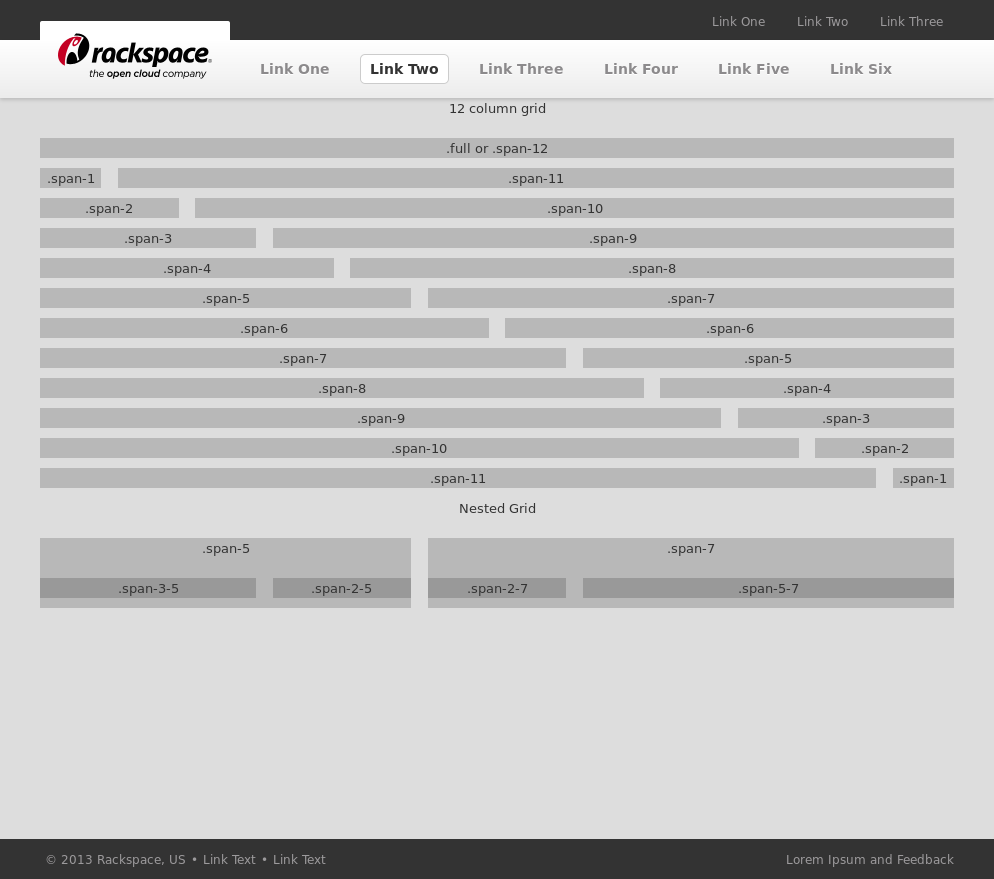 Link One Link Two Link Three
rackspace®
the open cloud company
Link One Link Two Link Three Link Four Link Five Link Six
12 column grid
.full or .span-12
.span-1 .span-11
.span-2 .span-10
.span-3 .span-9
.span-4 .span-8
.span-5 .span-7
.span-6 .span-6
.span-7 .span-5
.span-8 .span-4
.span-9 .span-3
.span-10 .span-2
.span-11 .span-1
Nested Grid
.span-5 .span-7
.span-3-5 .span-2-5 .span-2-7 .span-5-7
© 2013 Rackspace, US • Link Text • Link Text Lorem Ipsum and Feedback